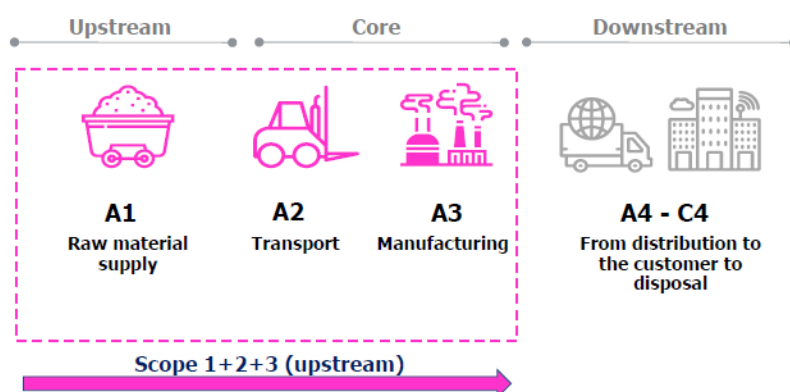 Upstream
Core
Downstream
A1
Raw material
supply
A2
Transport
A3
Manufacturing
A4 - C4
From distribution to
the customer to
disposal
Scope 1+2+3 (upstream)